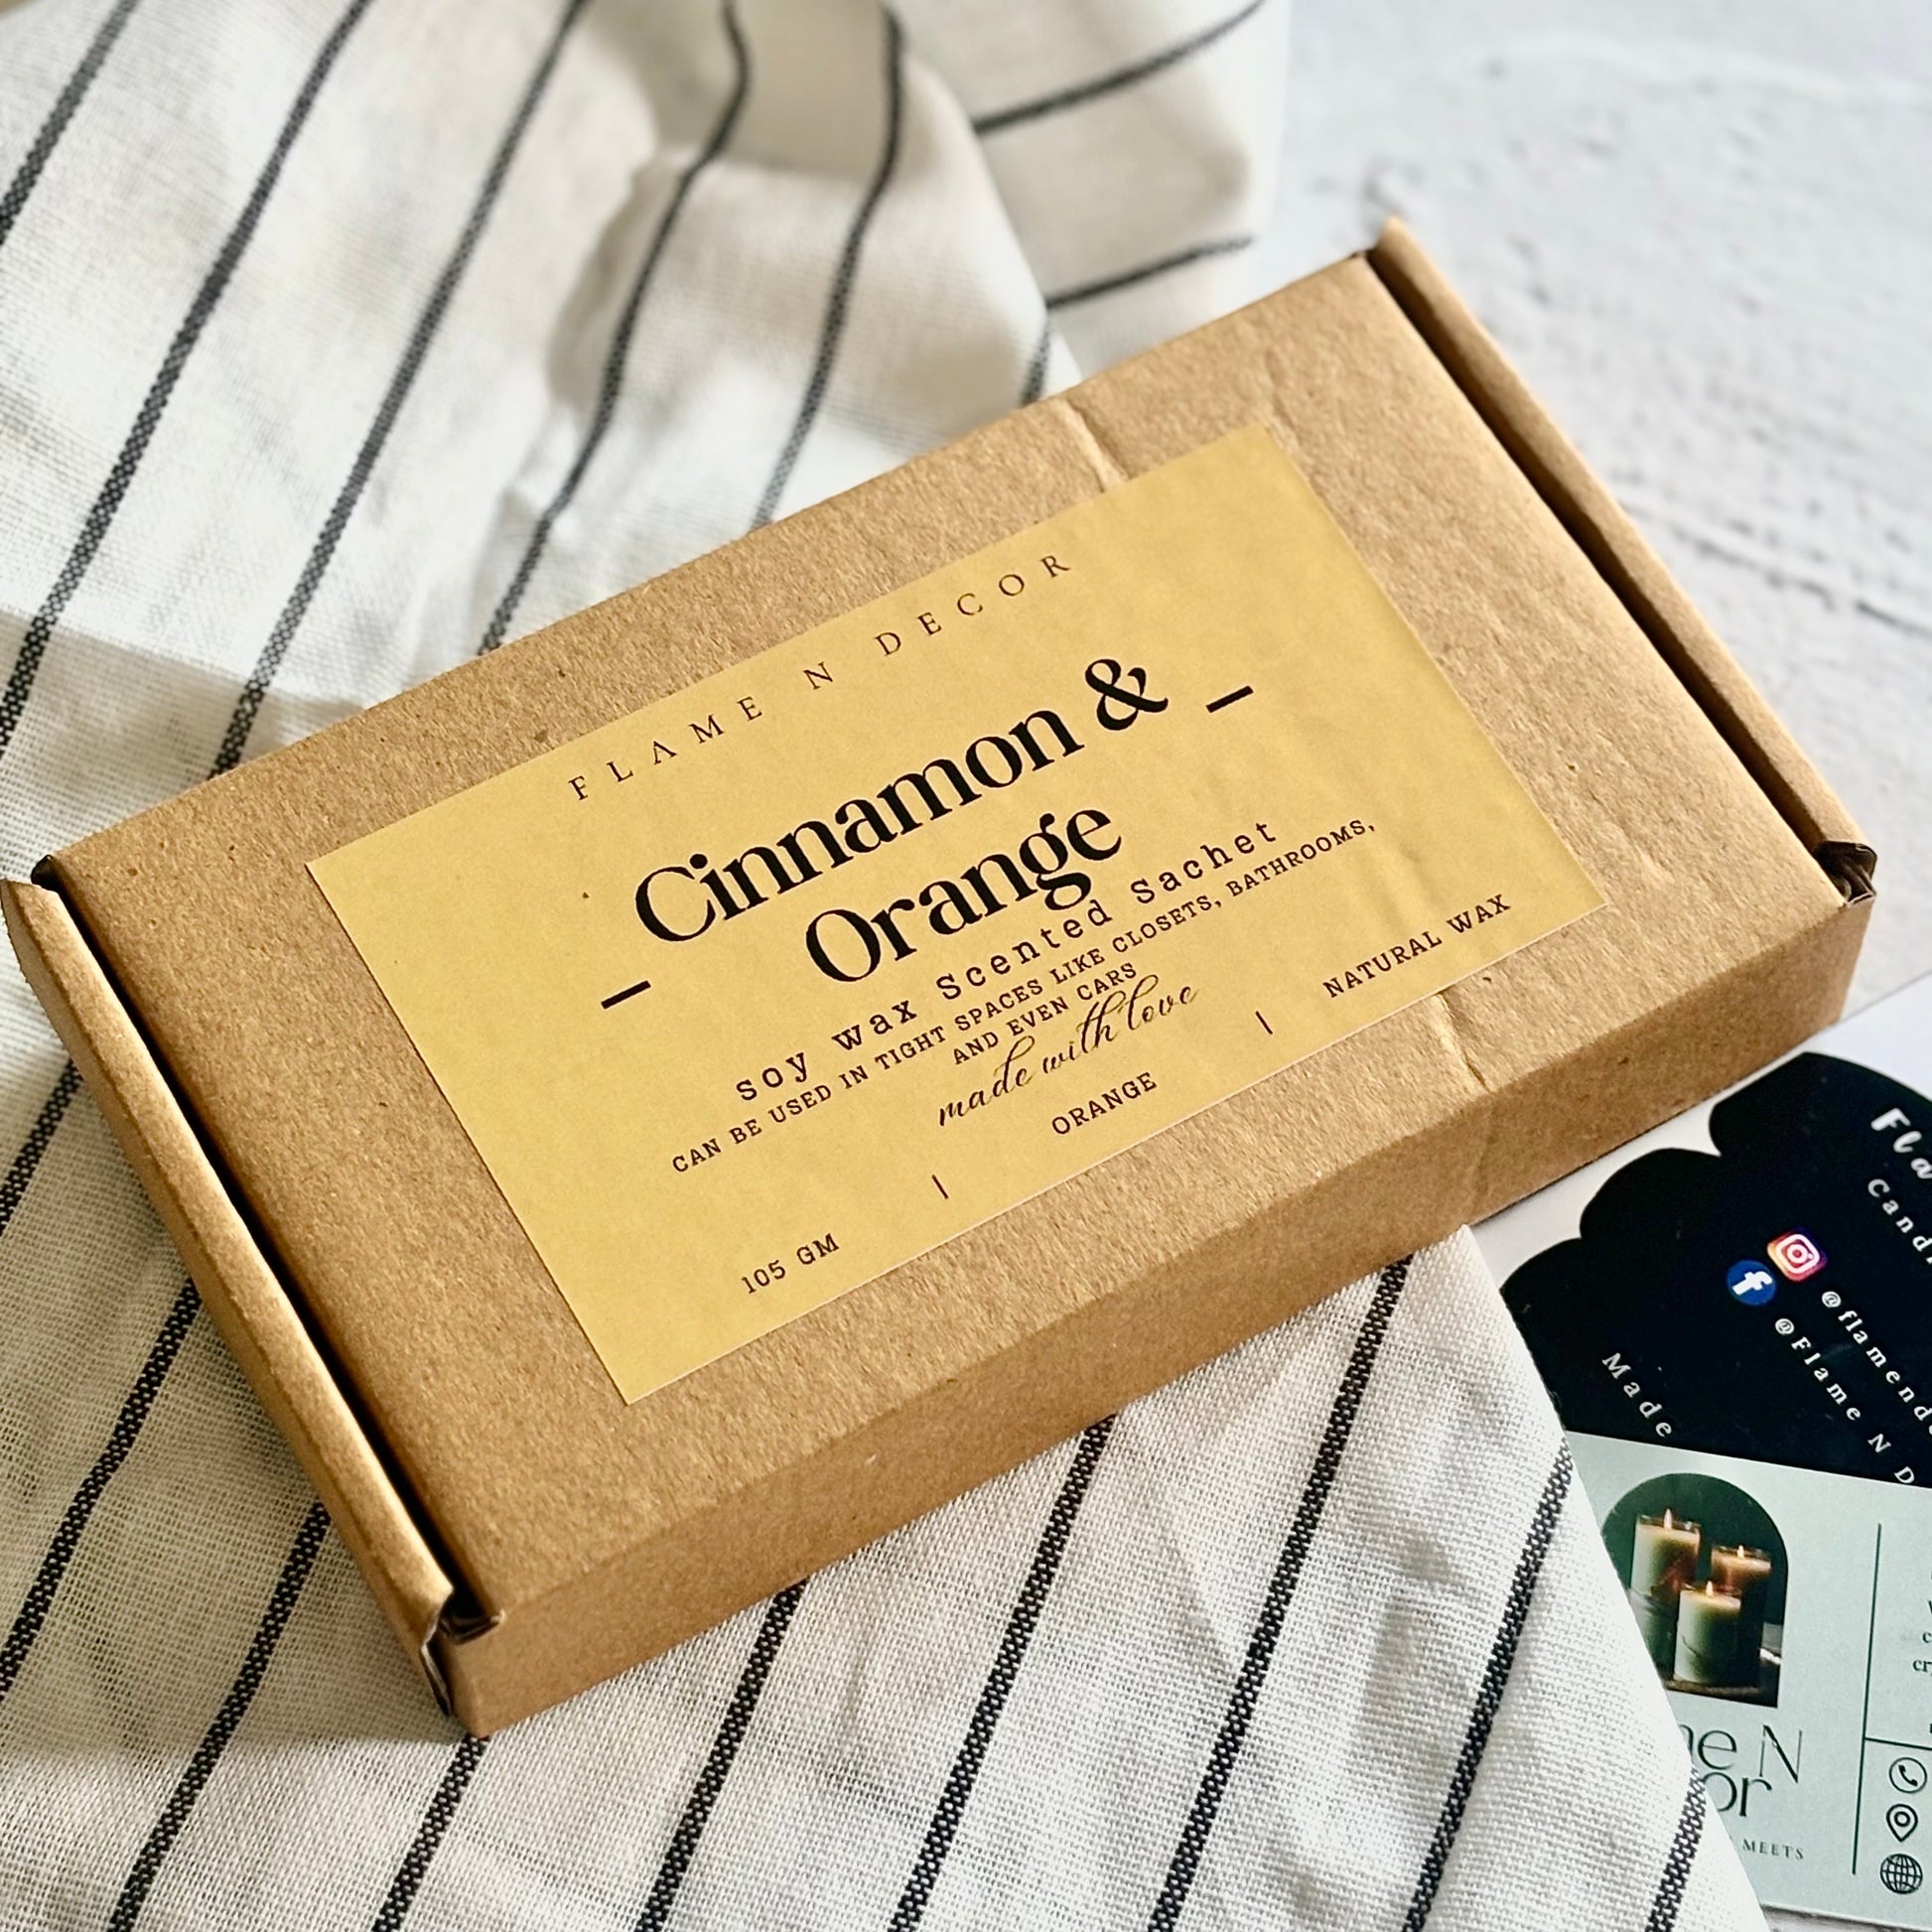 FLAME N DECOR
Cinnamon &
Orange
soy wax Scented Sachet
CAN BE USED IN TIGHT SPACES LIKE CLOSETS, BATHROOMS,
AND EVEN CARS
made with love
105 GM | ORANGE | NATURAL WAX
@Flame N
Made
N
MEETS